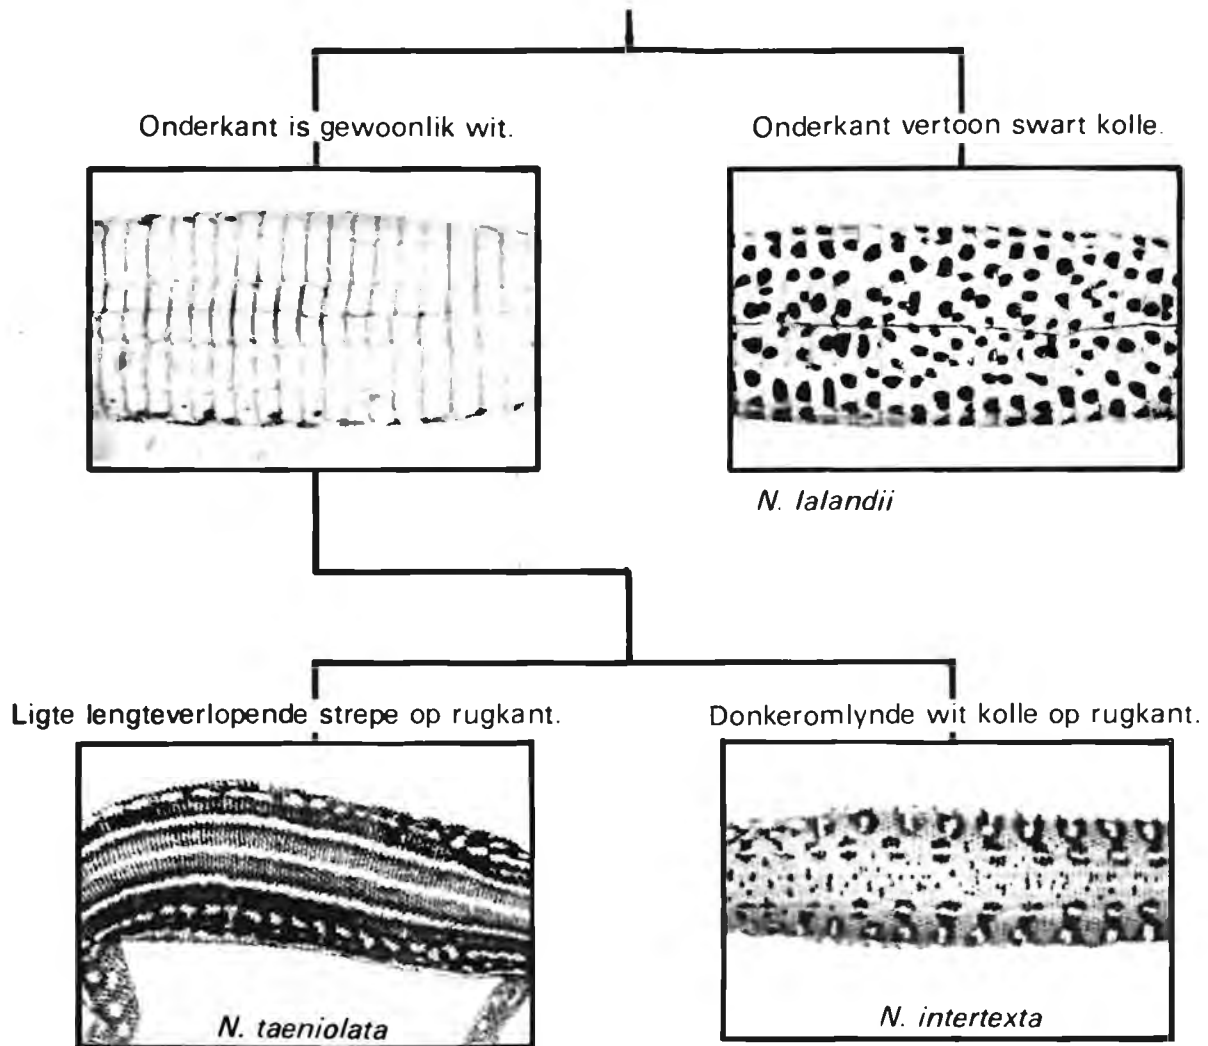 Onderkant is gewoonlik wit.
Onderkant vertoon swart kolle.
N. lalandii
Ligte lengteverlopende strepe op rugkant.
Donkeromlynde wit kolle op rugkant.
N. taeniolata
N. intertexta